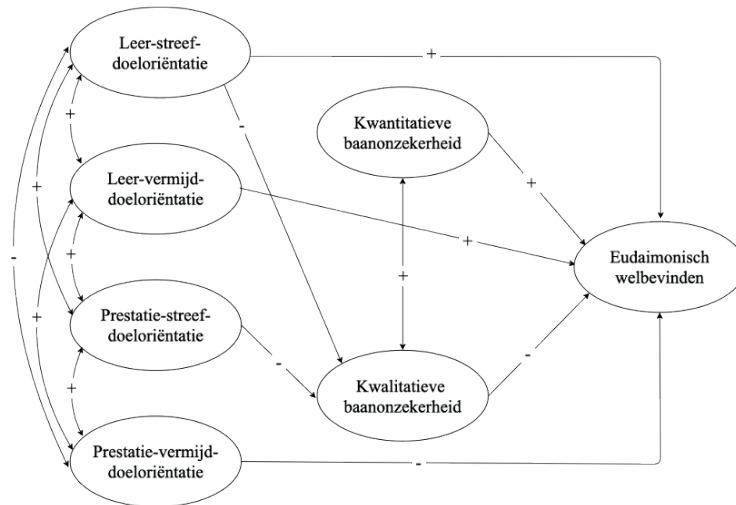 Leer-streef-
doeloriëntatie
+
-
Kwantitatieve
baanonzekerheid
+
+
Leer-vermijd-
doeloriëntatie
+
+
-
+
+
+
Eudaimonisch
welbevinden
Prestatie-streef-
doeloriëntatie
-
-
+
Kwalitatieve
baanonzekerheid
Prestatie-vermijd-
doeloriëntatie
-